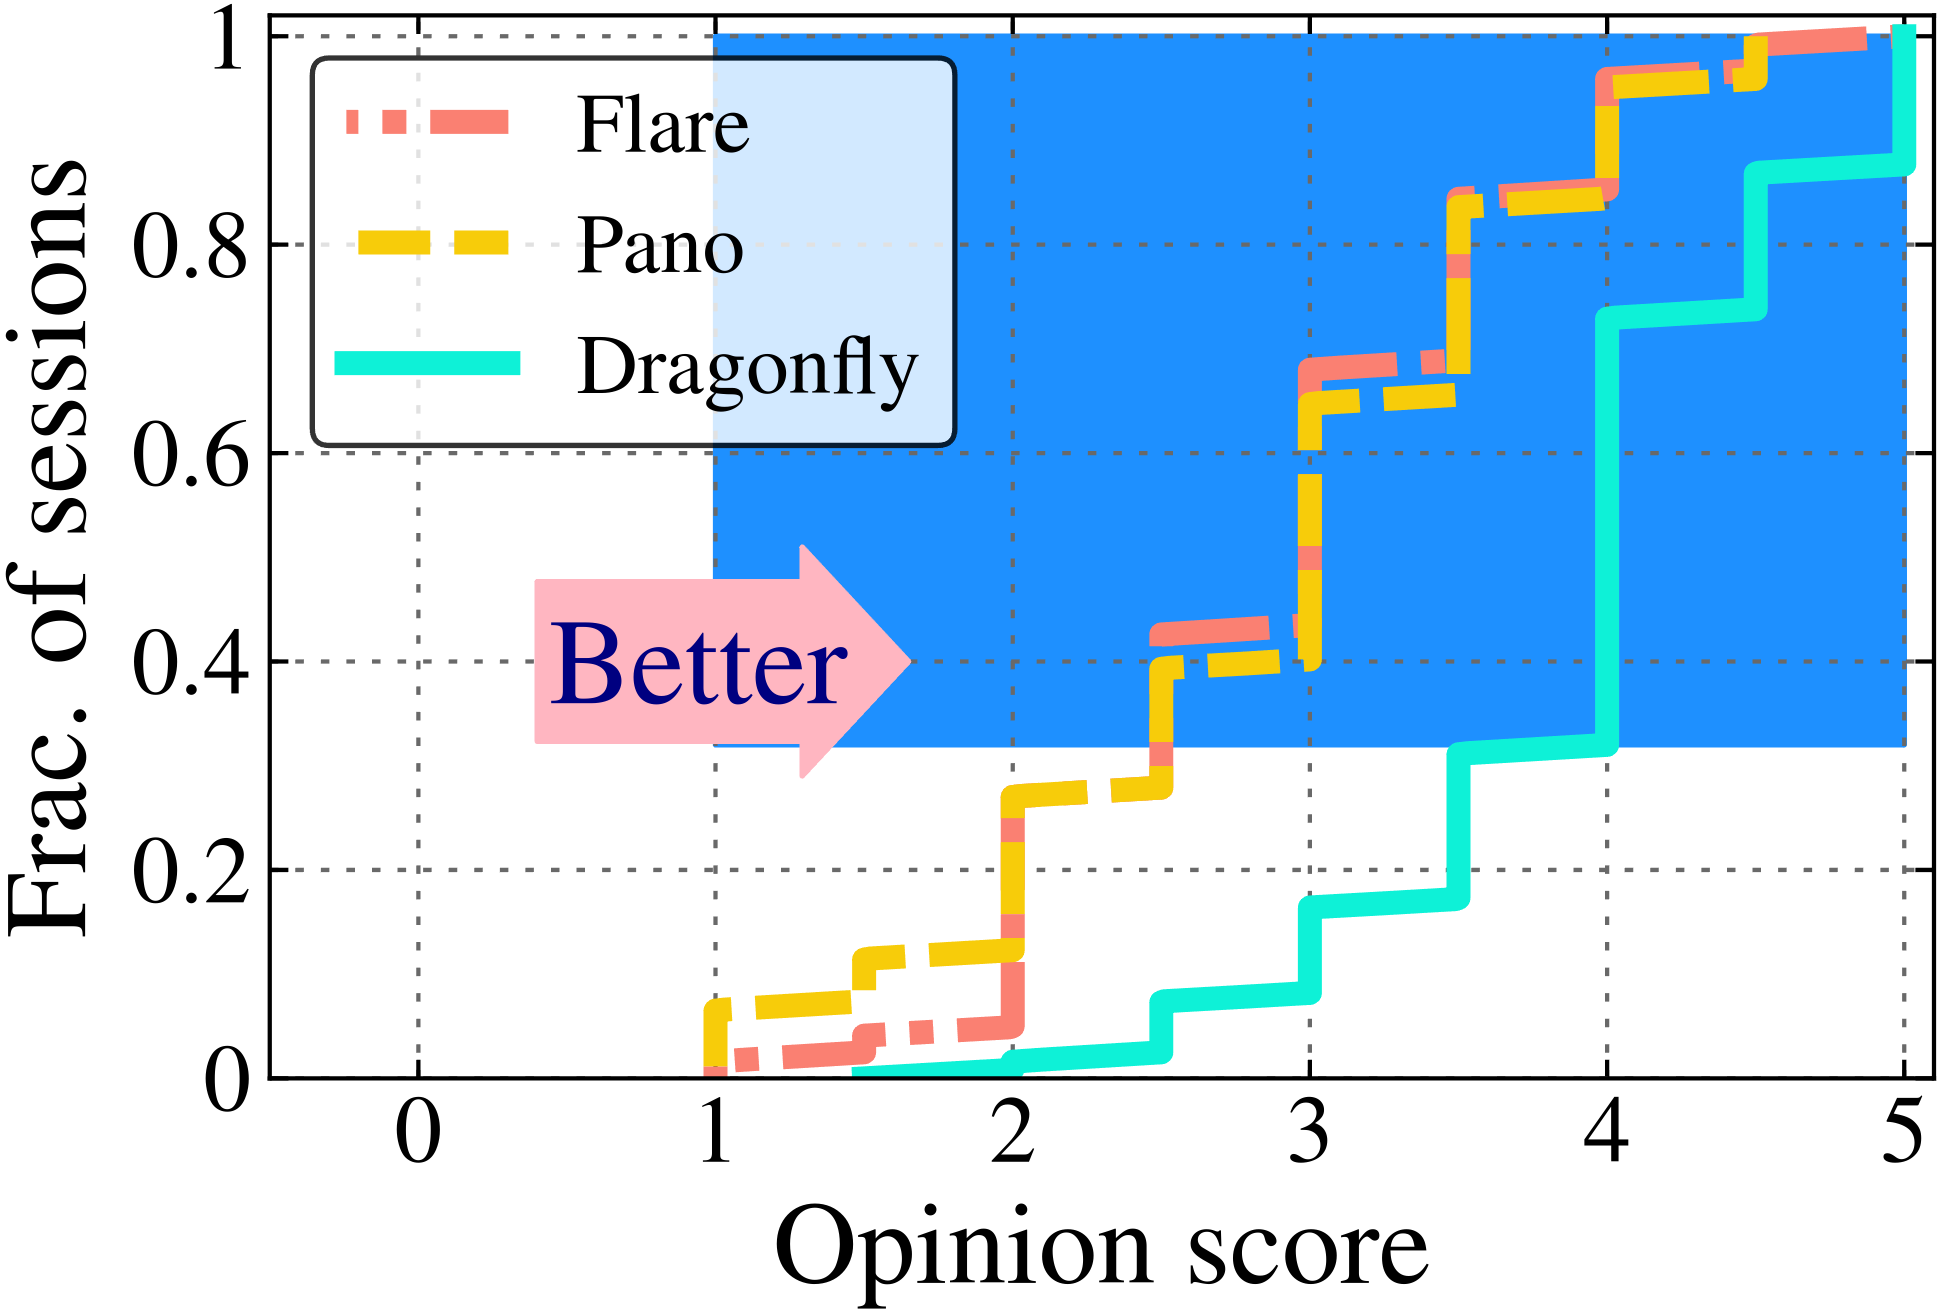 Frac. of sessions
1
0.8
0.6
0.4
0.2
0
Flare
Pano
Dragonfly
Better
0 1 2 3 4 5
Opinion score